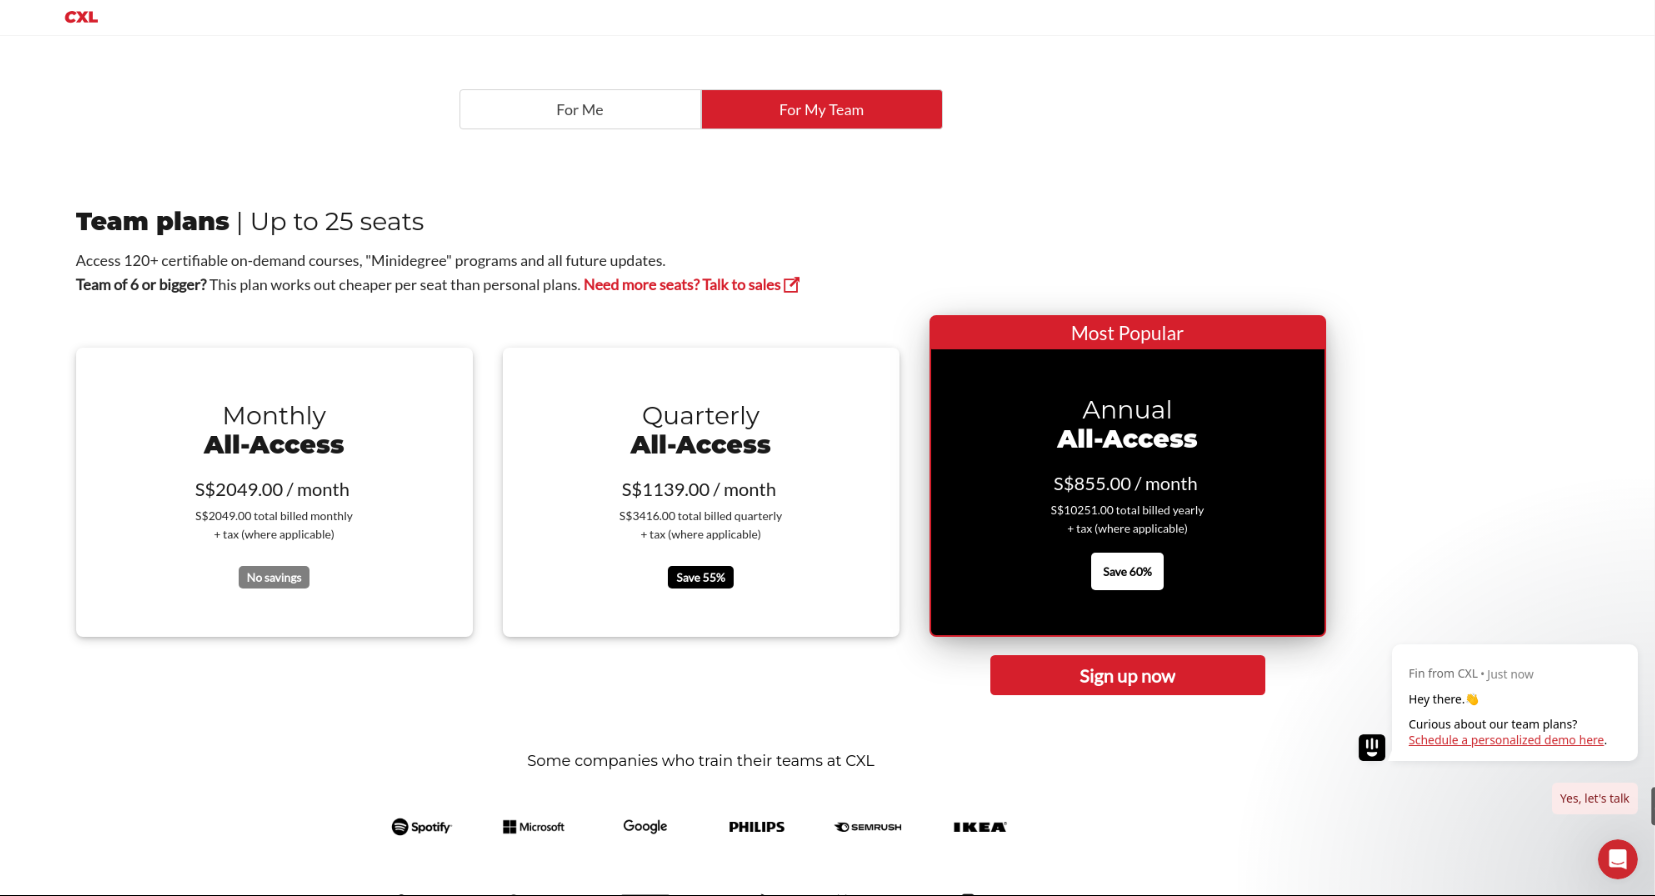 CXL
For Me
For My Team
Team plans | Up to 25 seats
Access 120+ certifiable on-demand courses, "Minidegree" programs and all future updates.
Team of 6 or bigger? This plan works out cheaper per seat than personal plans. Need more seats? Talk to sales
Monthly
All-Access
S$2049.00 / month
S$2049.00 total billed monthly
+ tax (where applicable)
No savings
Quarterly
All-Access
S$1139.00 / month
S$3416.00 total billed quarterly
+ tax (where applicable)
Save 55%
Most Popular
Annual
All-Access
S$855.00 / month
S$10251.00 total billed yearly
+ tax (where applicable)
Save 60%
Sign up now
Some companies who train their teams at CXL
Spotify
Microsoft
Google
PHILIPS
SEMRUSH
IKEA
Fin from CXL • Just now
Hey there.👋
Curious about our team plans?
Schedule a personalized demo here.
Yes, let's talk